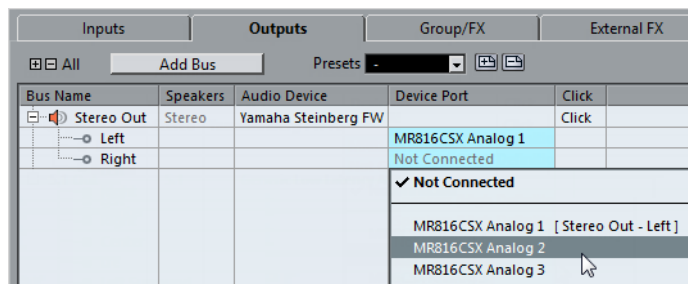 Inputs Outputs Group/FX External FX
All Add Bus Presets -
Bus Name Speakers Audio Device Device Port Click
Stereo Out Stereo Yamaha Steinberg FW Click
Left MR816CSX Analog 1
Right Not Connected
✓ Not Connected
MR816CSX Analog 1 [ Stereo Out - Left ]
MR816CSX Analog 2
MR816CSX Analog 3